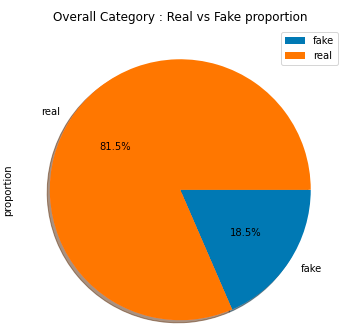 Overall Category : Real vs Fake proportion
fake
real
real
81.5%
proportion
18.5%
fake